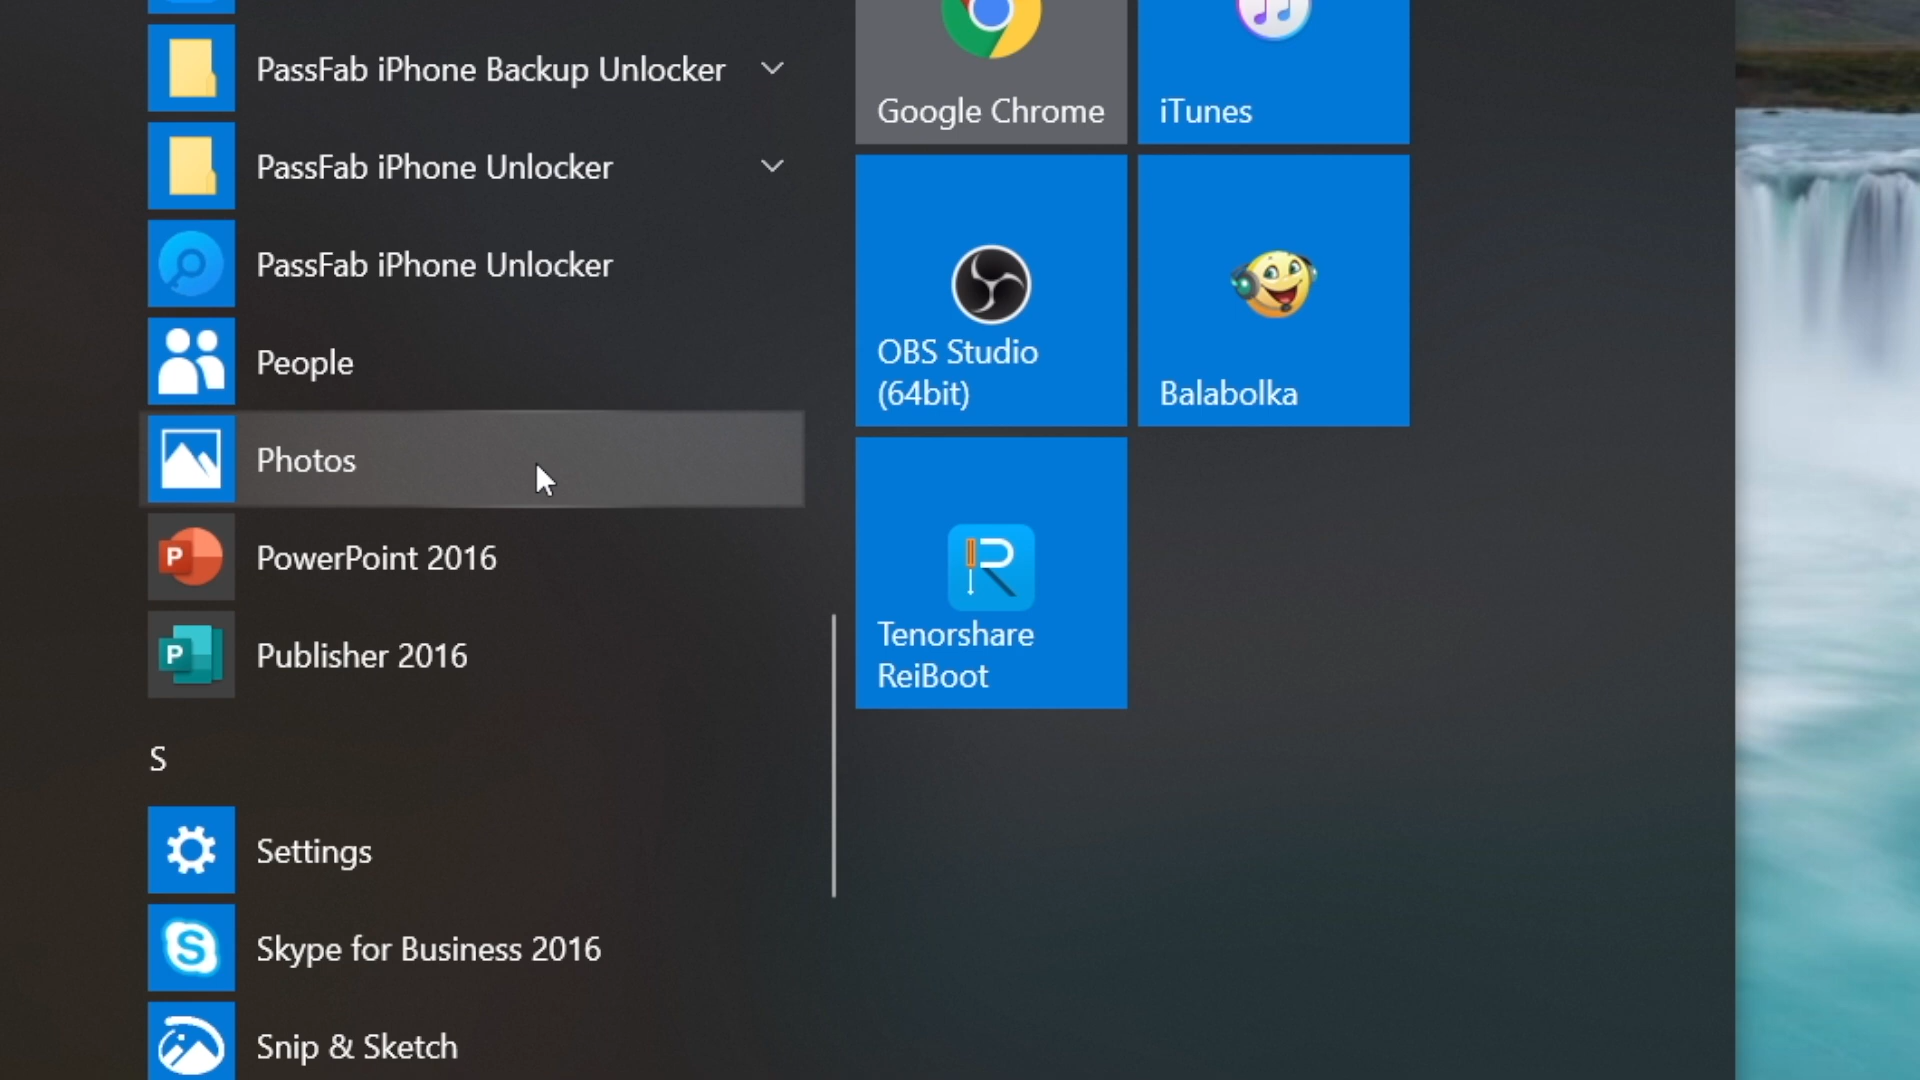 PassFab iPhone Backup Unlocker
PassFab iPhone Unlocker
PassFab iPhone Unlocker
People
Photos
P
PowerPoint 2016
P
Publisher 2016
S
Settings
S
Skype for Business 2016
Snip & Sketch
Google Chrome
iTunes
OBS Studio
(64bit)
Balabolka
R
Tenorshare
ReiBoot